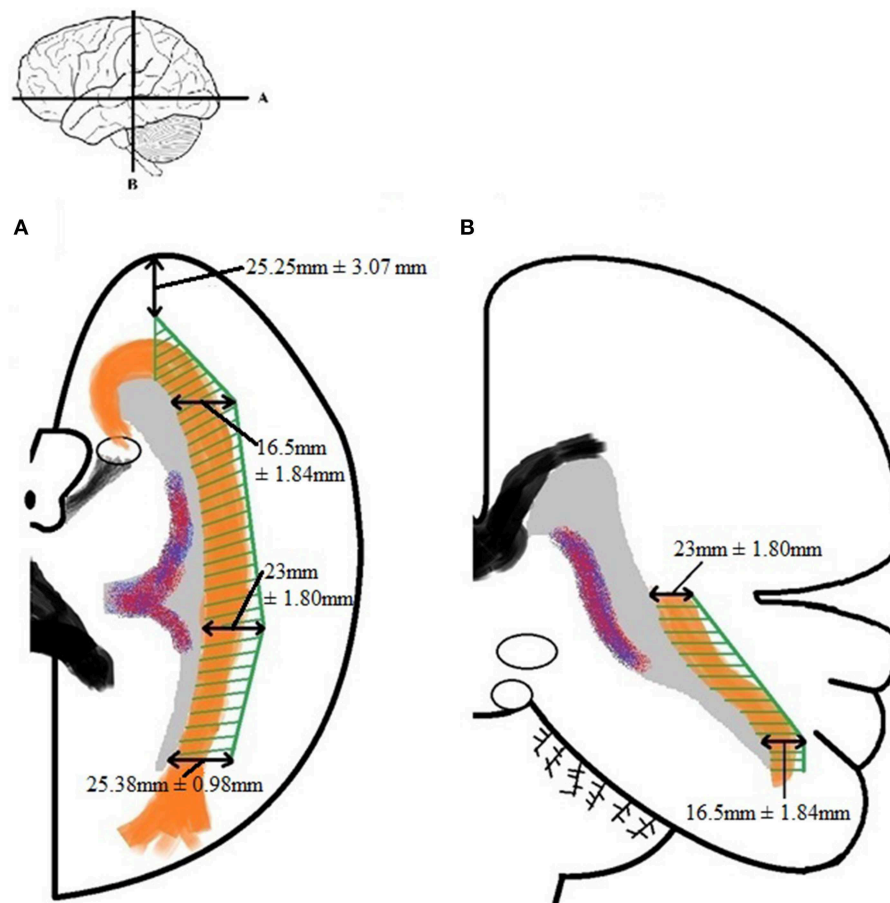 A
B
A
B
25.25mm ± 3.07 mm
16.5mm
± 1.84mm
23mm
± 1.80mm
25.38mm ± 0.98mm
23mm ± 1.80mm
16.5mm ± 1.84mm